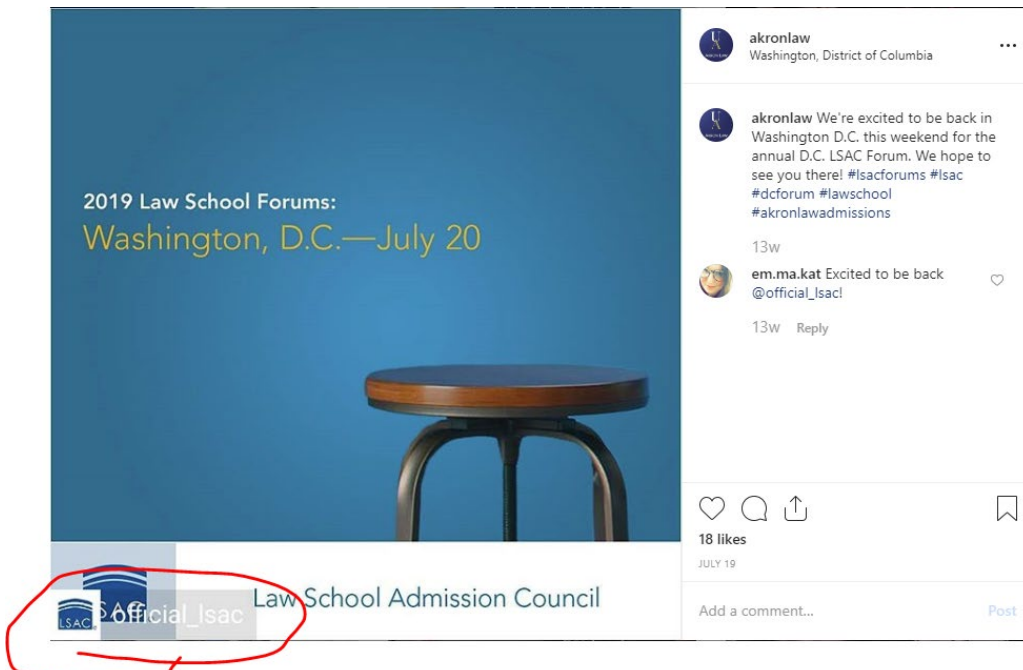 2019 Law School Forums:
Washington, D.C.—July 20
LSAC
official_lsac
Law School Admission Council
akronlaw
Washington, District of Columbia
akronlaw We're excited to be back in
Washington D.C. this weekend for the
annual D.C. LSAC Forum. We hope to
see you there! #lsacforums #lsac
#dcforum #lawschool
#akronlawadmissions
13w
em.ma.kat Excited to be back
@official_lsac!
13w Reply
18 likes
JULY 19
Add a comment... Post